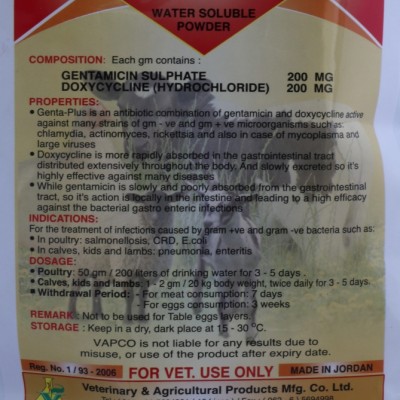 WATER SOLUBLE
POWDER
COMPOSITION: Each gm contains :
GENTAMICIN SULPHATE 200 MG
DOXYCYCLINE (HYDROCHLORIDE) 200 MG
PROPERTIES:
• Genta-Plus is an antibiotic combination of gentamicin and doxycycline active
against many strains of gm - ve and gm + ve microorganisms such as:
chlamydia, actinomyces, rickettsia and also in case of mycoplasma and
large viruses
• Doxycycline is more rapidly absorbed in the gastrointestinal tract
distributed extensively throughout the body. And slowly excreted so it's
highly effective against many diseases
• While gentamicin is slowly and poorly absorbed from the gastrointestinal
tract, so it's action is locally in the intestine and leading to a high efficacy
against the bacterial gastro enteric infections
INDICATIONS:
For the treatment of infections caused by gram +ve and gram -ve bacteria such as:
• In poultry: salmonellosis, CRD, E.coli
• In calves, kids and lambs: pneumonia, enteritis
DOSAGE:
• Poultry: 50 gm / 200 liters of drinking water for 3 - 5 days .
• Calves, kids and lambs: 1 - 2 gm / 20 kg body weight, twice daily for 3 - 5 days.
• Withdrawal Period: - For meat consumption: 7 days
- For eggs consumption: 3 weeks
REMARK : Not to be used for Table eggs layers.
STORAGE : Keep in a dry, dark place at 15 - 30 °C.
VAPCO is not liable for any results due to
misuse, or use of the product after expiry date.
Reg. No. 1 / 93 - 2006 FOR VET. USE ONLY MADE IN JORDAN
Veterinary & Agricultural Products Mfg. Co. Ltd.